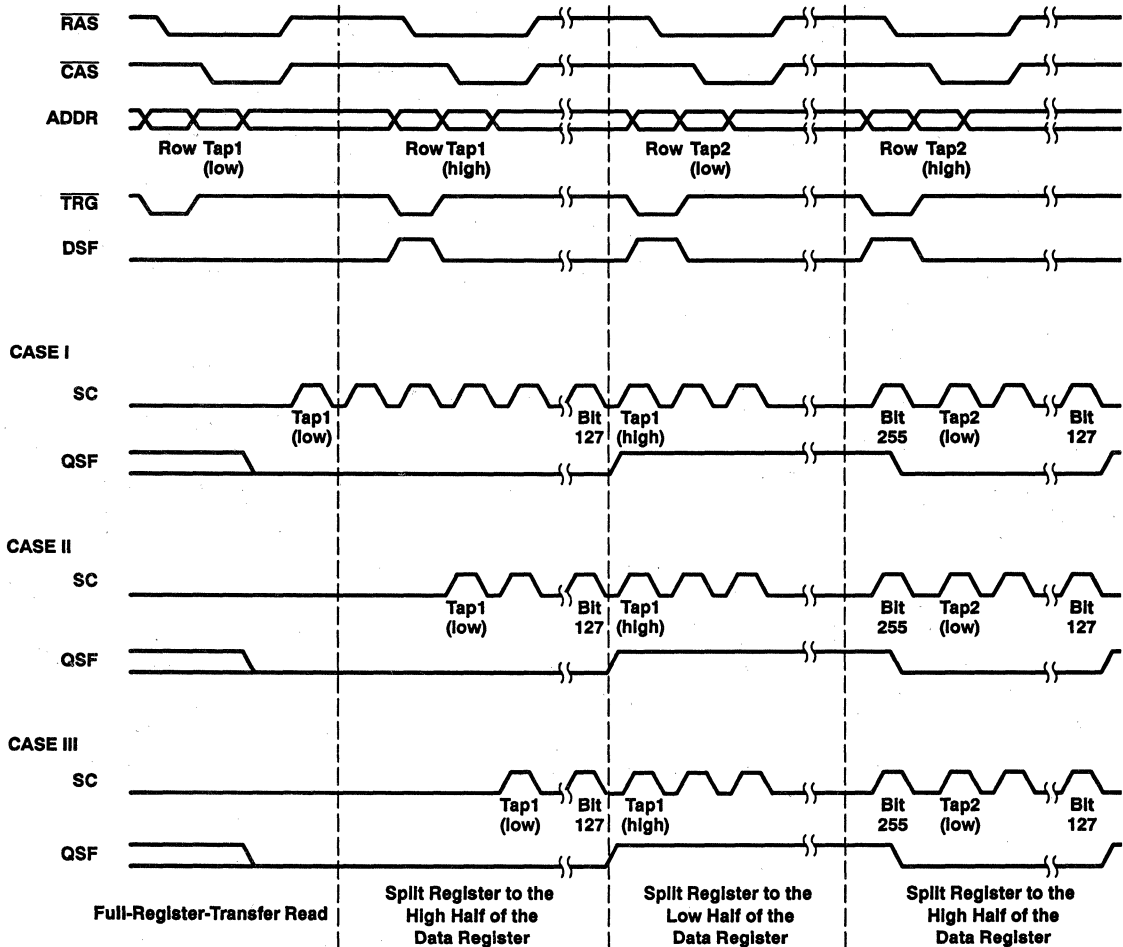 RAS
CAS
ADDR
Row Tap1 (low)
Row Tap1 (high)
Row Tap2 (low)
Row Tap2 (high)
TRG
DSF
CASE I
SC
Tap1 (low)
Bit 127
Tap1 (high)
Bit 255
Tap2 (low)
Bit 127
QSF
CASE II
SC
Tap1 (low)
Bit 127
Tap1 (high)
Bit 255
Tap2 (low)
Bit 127
QSF
CASE III
SC
Tap1 (low)
Bit 127
Tap1 (high)
Bit 255
Tap2 (low)
Bit 127
QSF
Full-Register-Transfer Read
Split Register to the
High Half of the
Data Register
Split Register to the
Low Half of the
Data Register
Split Register to the
High Half of the
Data Register